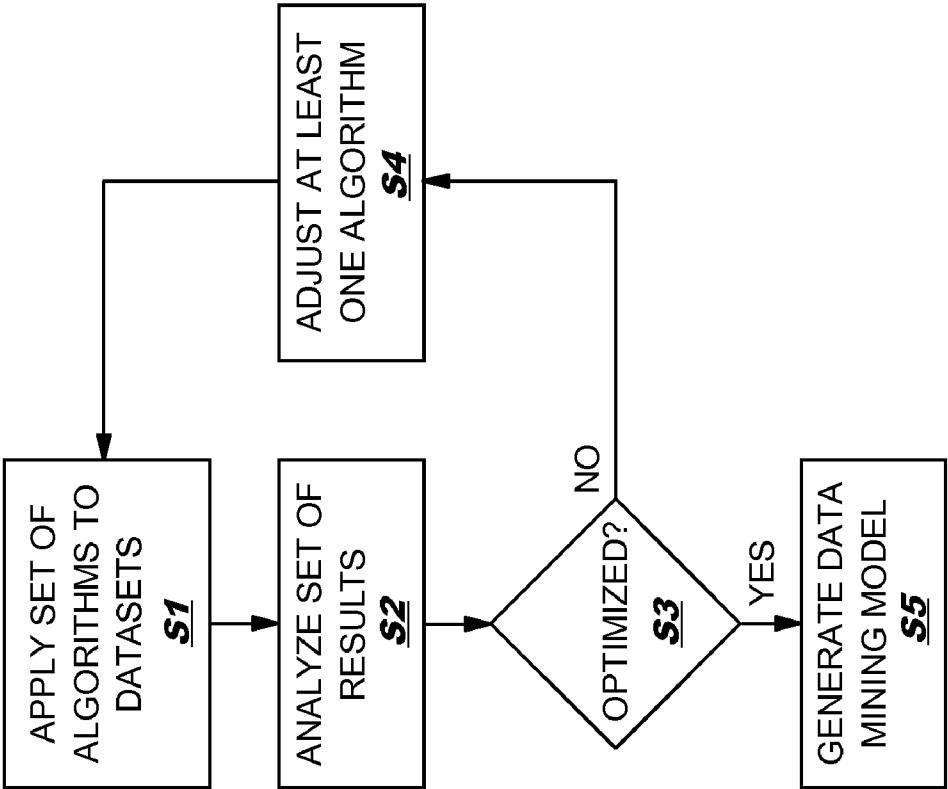 APPLY SET OF
ALGORITHMS TO
DATASETS
S1
ANALYZE SET OF
RESULTS
S2
OPTIMIZED?
S3
NO
YES
ADJUST AT LEAST
ONE ALGORITHM
S4
GENERATE DATA
MINING MODEL
S5